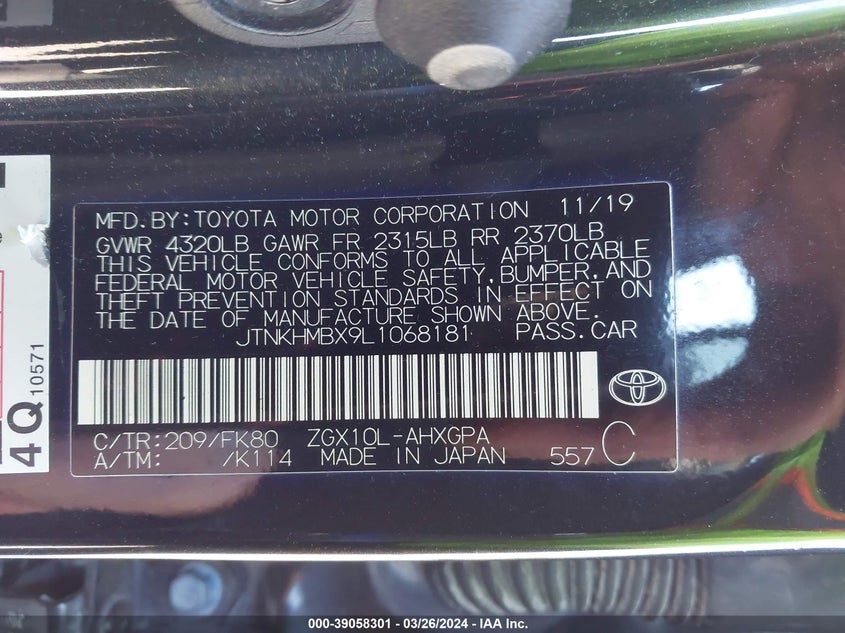 MFD.BY:TOYOTA MOTOR CORPORATION 11/19
GVWR 4320LB GAWR FR 2315LB RR 2370LB
THIS VEHICLE CONFORMS TO ALL APPLICABLE
FEDERAL MOTOR VEHICLE SAFETY,BUMPER,AND
THEFT PREVENTION STANDARDS IN EFFECT ON
THE DATE OF MANUFACTURE SHOWN ABOVE.
JTNKHMBX9L1068181 PASS.CAR
C/TR:209/FK80 ZGX10L-AHXGPA
A/TM: /K114 MADE IN JAPAN 557 C
4Q 10571
000-39058301 - 03/26/2024 - IAA Inc.